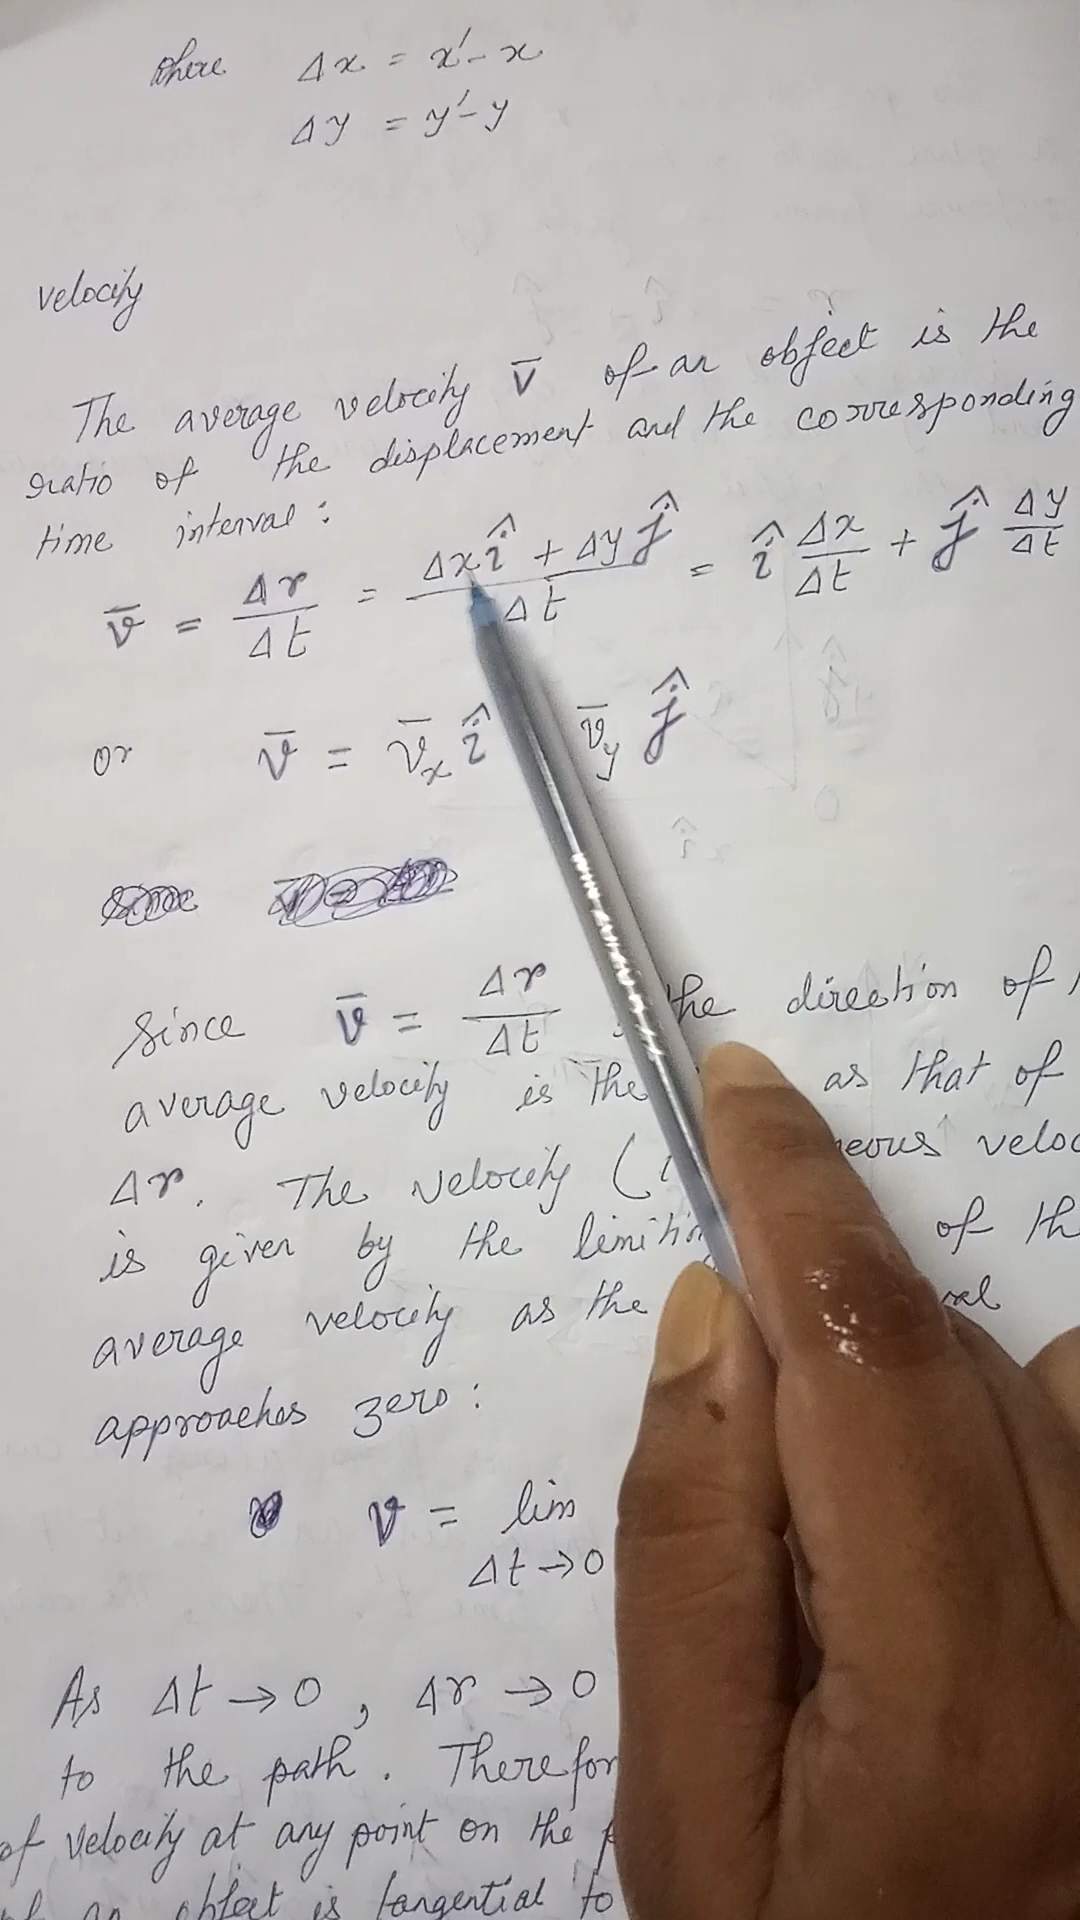 where Δx = x′ - x
Δy = y′ - y
velocity
The average velocity v̅ of an object is the
ratio of the displacement and the corresponding
time interval :
v̅ = Δr/Δt = (Δx î + Δy ĵ)/Δt = î Δx/Δt + ĵ Δy/Δt
or v̅ = v̅x î v̅y ĵ
Since v̅ = Δr/Δt the direction of
average velocity is the as that of
Δr. The velocity (
is given by the of
average velocity as the
approaches zero :
v = lim
Δt → 0
As Δt → 0 , Δr → 0
to the path.
of velocity at any point on the
object is tangential to